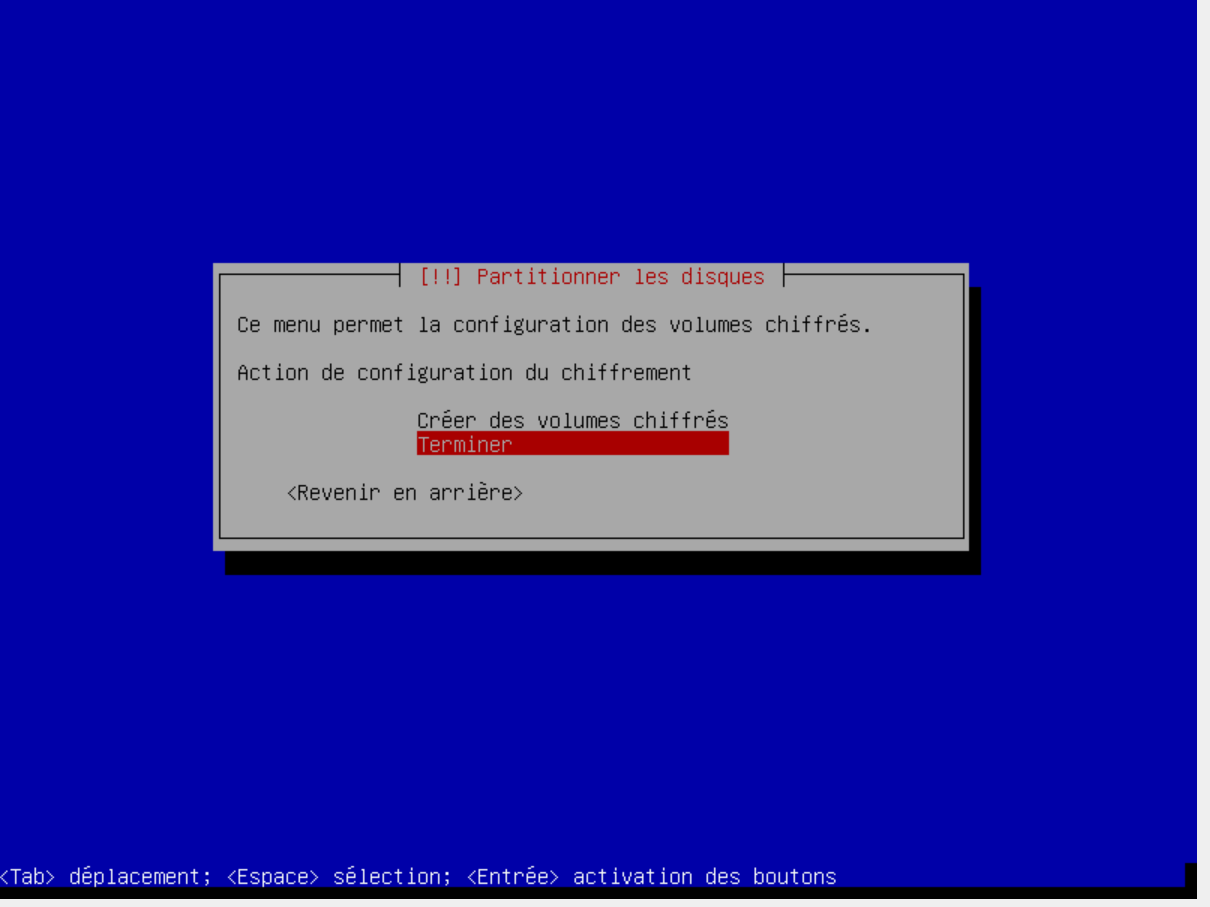 [!!] Partitionner les disques
Ce menu permet la configuration des volumes chiffrés.
Action de configuration du chiffrement
Créer des volumes chiffrés
Terminer
<Revenir en arrière>
<Tab> déplacement; <Espace> sélection; <Entrée> activation des boutons